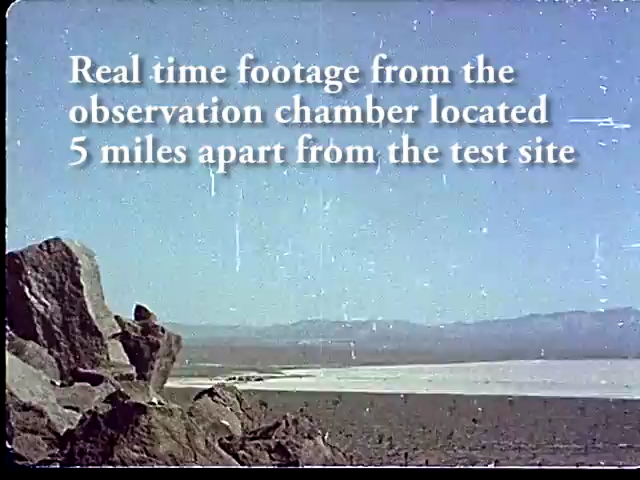 Real time footage from the
observation chamber located
5 miles apart from the test site